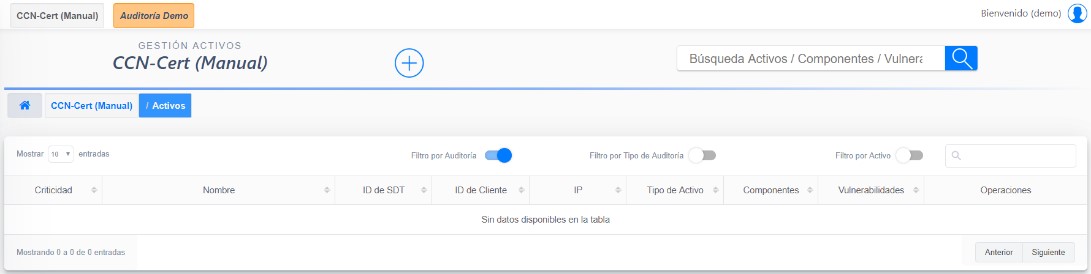 CCN-Cert (Manual) Auditoría Demo Bienvenido (demo)
GESTIÓN ACTIVOS
CCN-Cert (Manual)
Búsqueda Activos / Componentes / Vulnera
CCN-Cert (Manual) / Activos
Mostrar 10 entradas Filtro por Auditoría Filtro por Tipo de Auditoría Filtro por Activo
Criticidad Nombre ID de SDT ID de Cliente IP Tipo de Activo Componentes Vulnerabilidades Operaciones
Sin datos disponibles en la tabla
Mostrando 0 a 0 de 0 entradas Anterior Siguiente